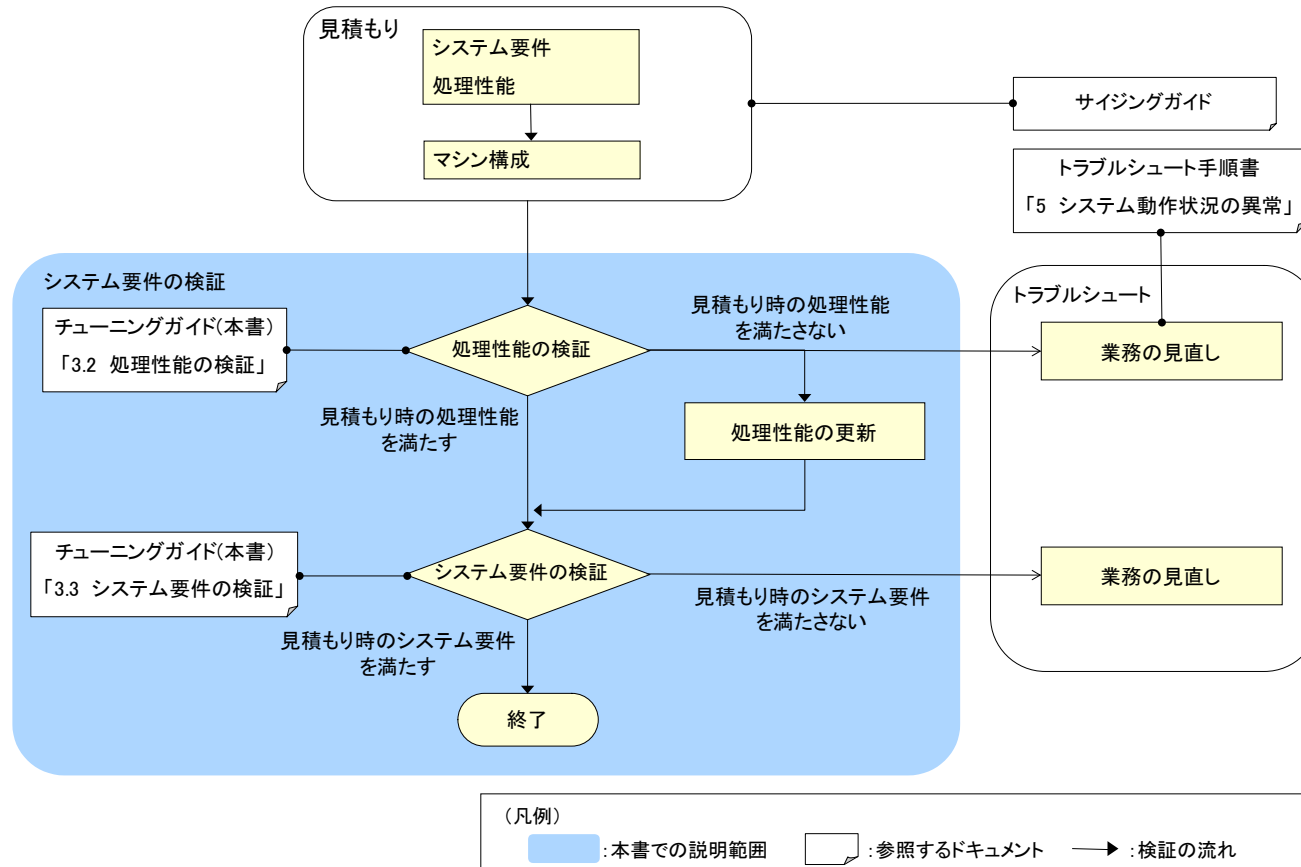 見積もり
システム要件
処理性能
マシン構成
サイジングガイド
トラブルシュート手順書
「5 システム動作状況の異常」
システム要件の検証
チューニングガイド(本書)
「3.2 処理性能の検証」
処理性能の検証
見積もり時の処理性能
を満たさない
トラブルシュート
業務の見直し
見積もり時の処理性能
を満たす
処理性能の更新
チューニングガイド(本書)
「3.3 システム要件の検証」
システム要件の検証
見積もり時のシステム要件
を満たさない
業務の見直し
見積もり時のシステム要件
を満たす
終了
(凡例)
:本書での説明範囲 :参照するドキュメント :検証の流れ